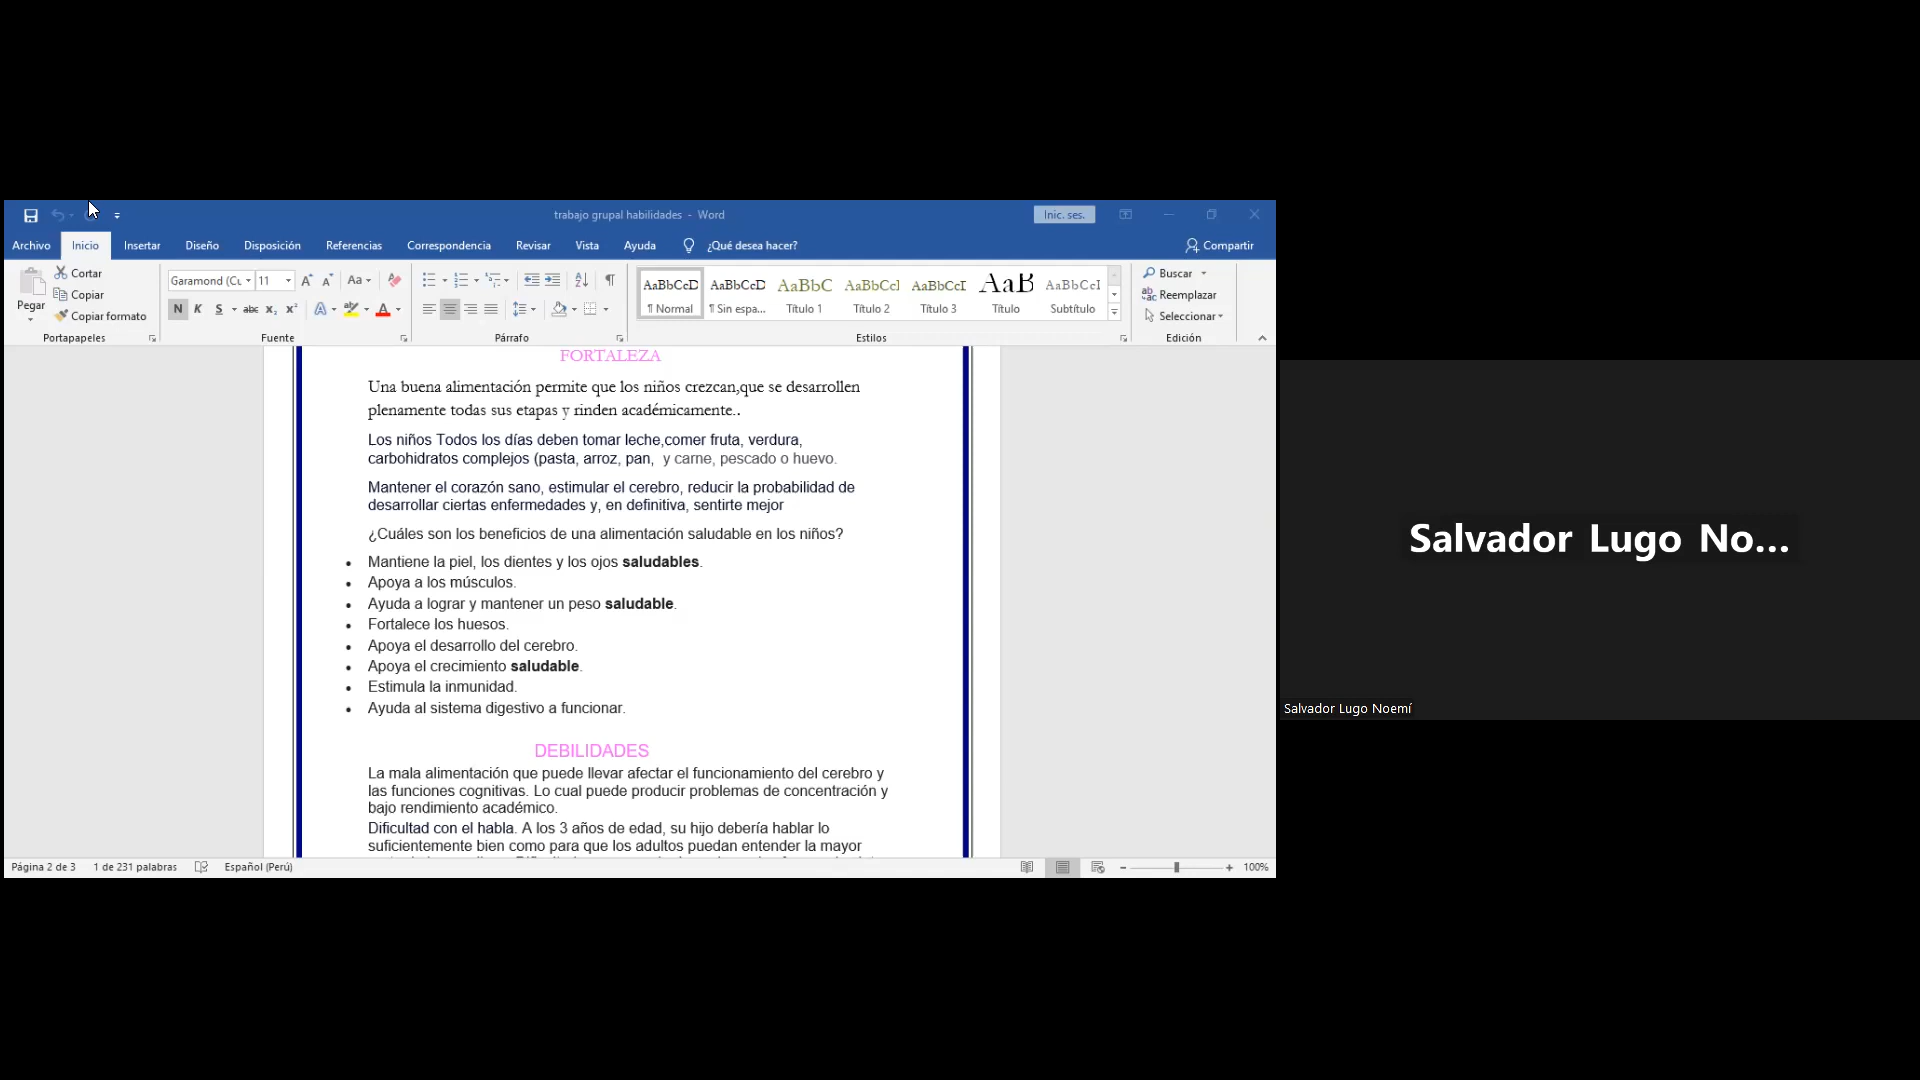 trabajo grupal habilidades - Word
Inic. ses.
Archivo Inicio Insertar Diseño Disposición Referencias Correspondencia Revisar Vista Ayuda ¿Qué desea hacer? Compartir
Pegar
Cortar
Copiar
Copiar formato
Portapapeles
Garamond (Cu 11
N K S abc x₂ x²
Aa
A
Fuente
Párrafo
AaBbCcD AaBbCcD AaBbC AaBbCcI AaBbCcI AaB AaBbCcI
¶ Normal ¶ Sin espa... Título 1 Título 2 Título 3 Título Subtítulo
Estilos
Buscar
Reemplazar
Seleccionar
Edición
FORTALEZA
Una buena alimentación permite que los niños crezcan,que se desarrollen
plenamente todas sus etapas y rinden académicamente..
Los niños Todos los días deben tomar leche,comer fruta, verdura,
carbohidratos complejos (pasta, arroz, pan,  y carne, pescado o huevo.
Mantener el corazón sano, estimular el cerebro, reducir la probabilidad de
desarrollar ciertas enfermedades y, en definitiva, sentirte mejor
¿Cuáles son los beneficios de una alimentación saludable en los niños?
• Mantiene la piel, los dientes y los ojos saludables.
• Apoya a los músculos.
• Ayuda a lograr y mantener un peso saludable.
• Fortalece los huesos.
• Apoya el desarrollo del cerebro.
• Apoya el crecimiento saludable.
• Estimula la inmunidad.
• Ayuda al sistema digestivo a funcionar.
DEBILIDADES
La mala alimentación que puede llevar afectar el funcionamiento del cerebro y
las funciones cognitivas. Lo cual puede producir problemas de concentración y
bajo rendimiento académico.
Dificultad con el habla. A los 3 años de edad, su hijo debería hablar lo
suficientemente bien como para que los adultos puedan entender la mayor
Página 2 de 3 1 de 231 palabras Español (Perú) 100%
Salvador Lugo No...
Salvador Lugo Noemí